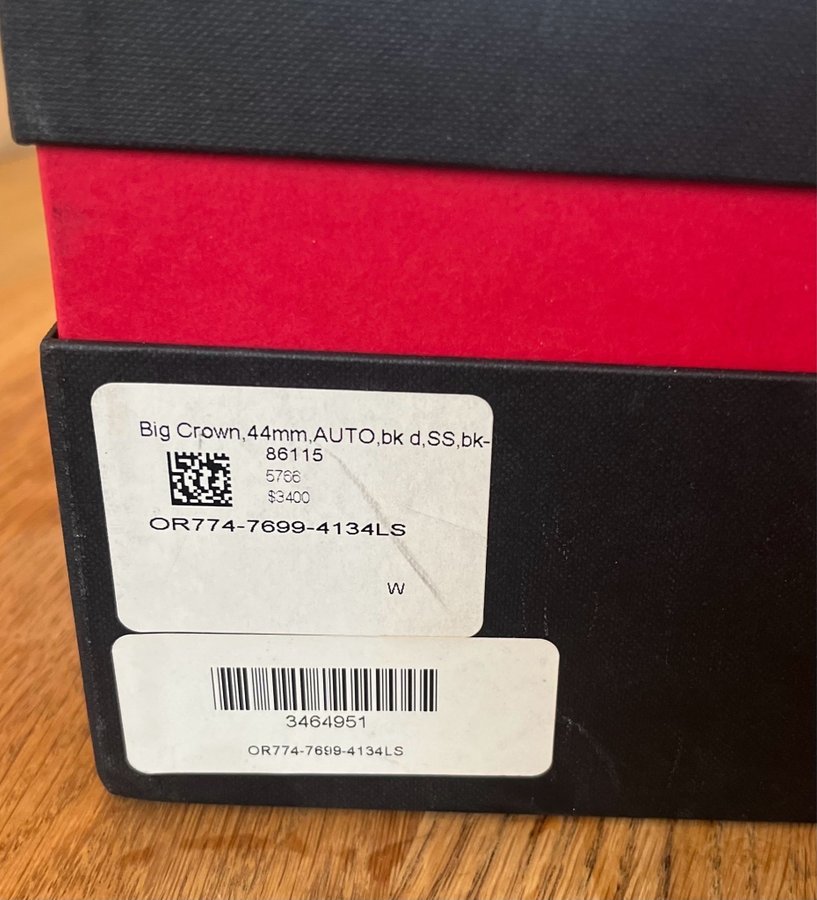 Big Crown,44mm,AUTO,bk d,SS,bk-
86115
5766
$3400
OR774-7699-4134LS
W
3464951
OR774-7699-4134LS